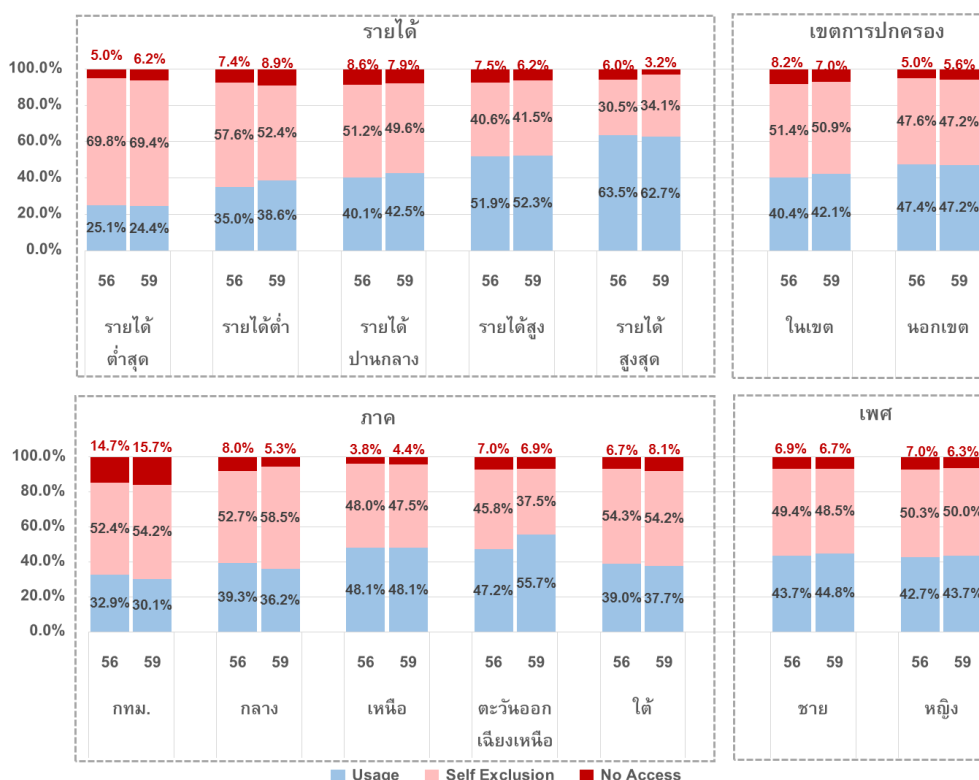 รายได้
5.0% 6.2% 7.4% 8.9% 8.6% 7.9% 7.5% 6.2% 6.0% 3.2%
100.0%
80.0%
60.0%
40.0%
20.0%
0.0%
69.8% 69.4% 57.6% 52.4% 51.2% 49.6% 40.6% 41.5% 30.5% 34.1%
25.1% 24.4% 35.0% 38.6% 40.1% 42.5% 51.9% 52.3% 63.5% 62.7%
56 59 56 59 56 59 56 59 56 59
รายได้ รายได้ต่ำ รายได้ รายได้สูง รายได้
ต่ำสุด ปานกลาง สูงสุด
เขตการปกครอง
8.2% 7.0% 5.0% 5.6%
51.4% 50.9% 47.6% 47.2%
40.4% 42.1% 47.4% 47.2%
56 59 56 59
ในเขต นอกเขต
ภาค
14.7% 15.7% 8.0% 5.3% 3.8% 4.4% 7.0% 6.9% 6.7% 8.1%
100.0%
80.0%
60.0%
40.0%
20.0%
0.0%
52.4% 54.2% 52.7% 58.5% 48.0% 47.5% 45.8% 37.5% 54.3% 54.2%
32.9% 30.1% 39.3% 36.2% 48.1% 48.1% 47.2% 55.7% 39.0% 37.7%
56 59 56 59 56 59 56 59 56 59
กทม. กลาง เหนือ ตะวันออก ใต้
เฉียงเหนือ
เพศ
6.9% 6.7% 7.0% 6.3%
49.4% 48.5% 50.3% 50.0%
43.7% 44.8% 42.7% 43.7%
56 59 56 59
ชาย หญิง
Usage Self Exclusion No Access